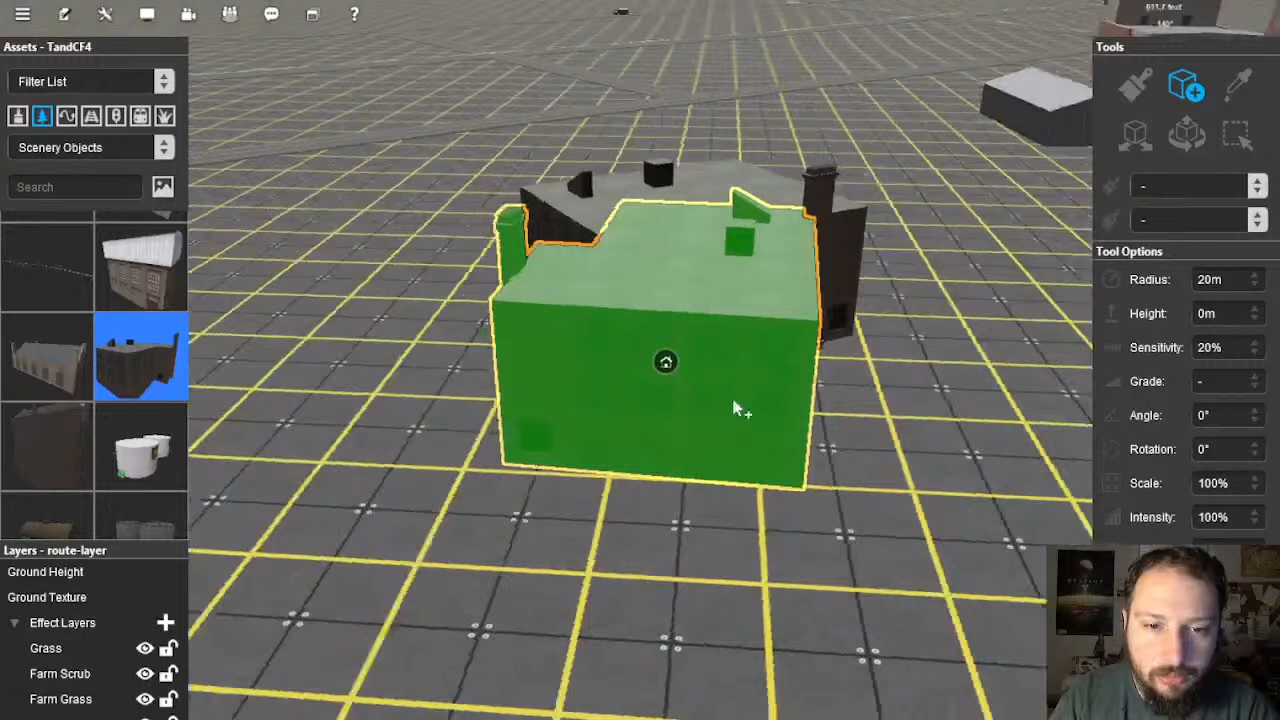 Assets - TandCF4
Filter List
Scenery Objects
Search
Layers - route-layer
Ground Height
Ground Texture
Effect Layers
Grass
Farm Scrub
Farm Grass
Tools
-
-
Tool Options
Radius: 20m
Height: 0m
Sensitivity: 20%
Grade: -
Angle: 0°
Rotation: 0°
Scale: 100%
Intensity: 100%